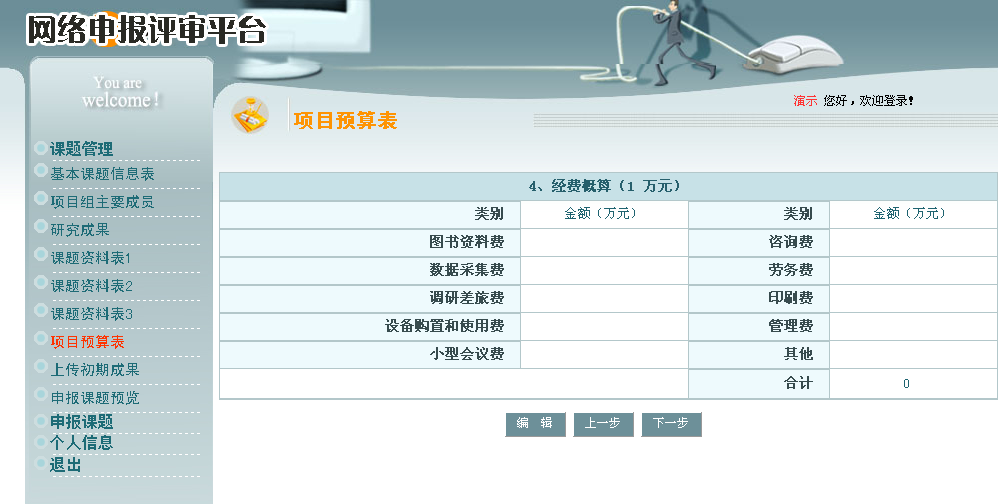 网络申报评审平台
You are
welcome!
演示 您好，欢迎登录！
项目预算表
课题管理
基本课题信息表
项目组主要成员
研究成果
课题资料表1
课题资料表2
课题资料表3
项目预算表
上传初期成果
申报课题预览
申报课题
个人信息
退出
4、经费概算（1 万元）
类别 金额（万元） 类别 金额（万元）
图书资料费 咨询费
数据采集费 劳务费
调研差旅费 印刷费
设备购置和使用费 管理费
小型会议费 其他
合计 0
编 辑 上一步 下一步